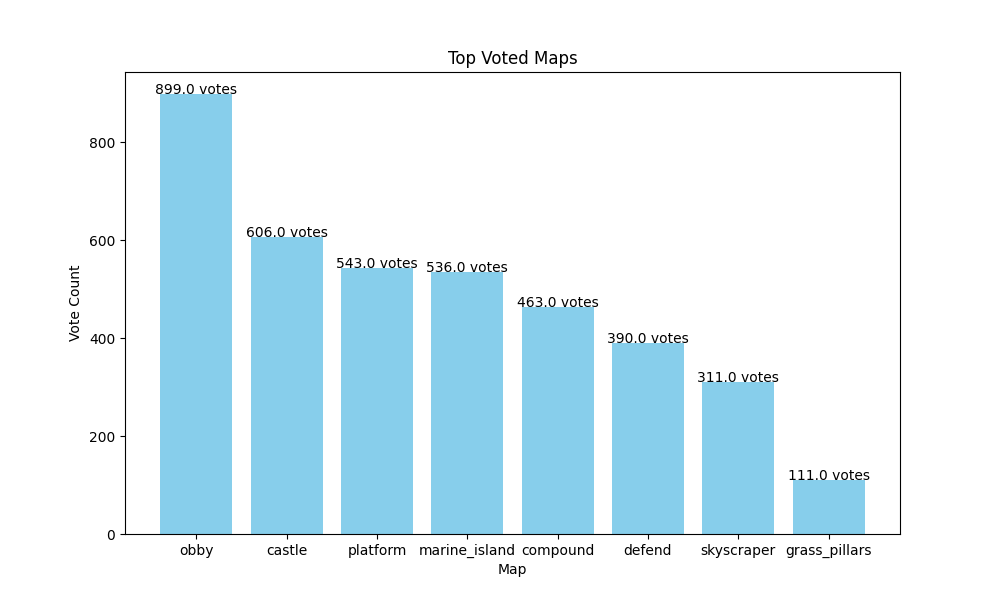 Top Voted Maps
899.0 votes
606.0 votes
543.0 votes
536.0 votes
463.0 votes
390.0 votes
311.0 votes
111.0 votes
800
600
400
200
0
Vote Count
obby castle platform marine_island compound defend skyscraper grass_pillars
Map